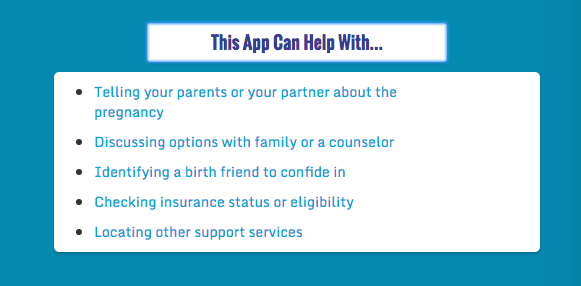 This App Can Help With...
Telling your parents or your partner about the
pregnancy
Discussing options with family or a counselor
Identifying a birth friend to confide in
Checking insurance status or eligibility
Locating other support services